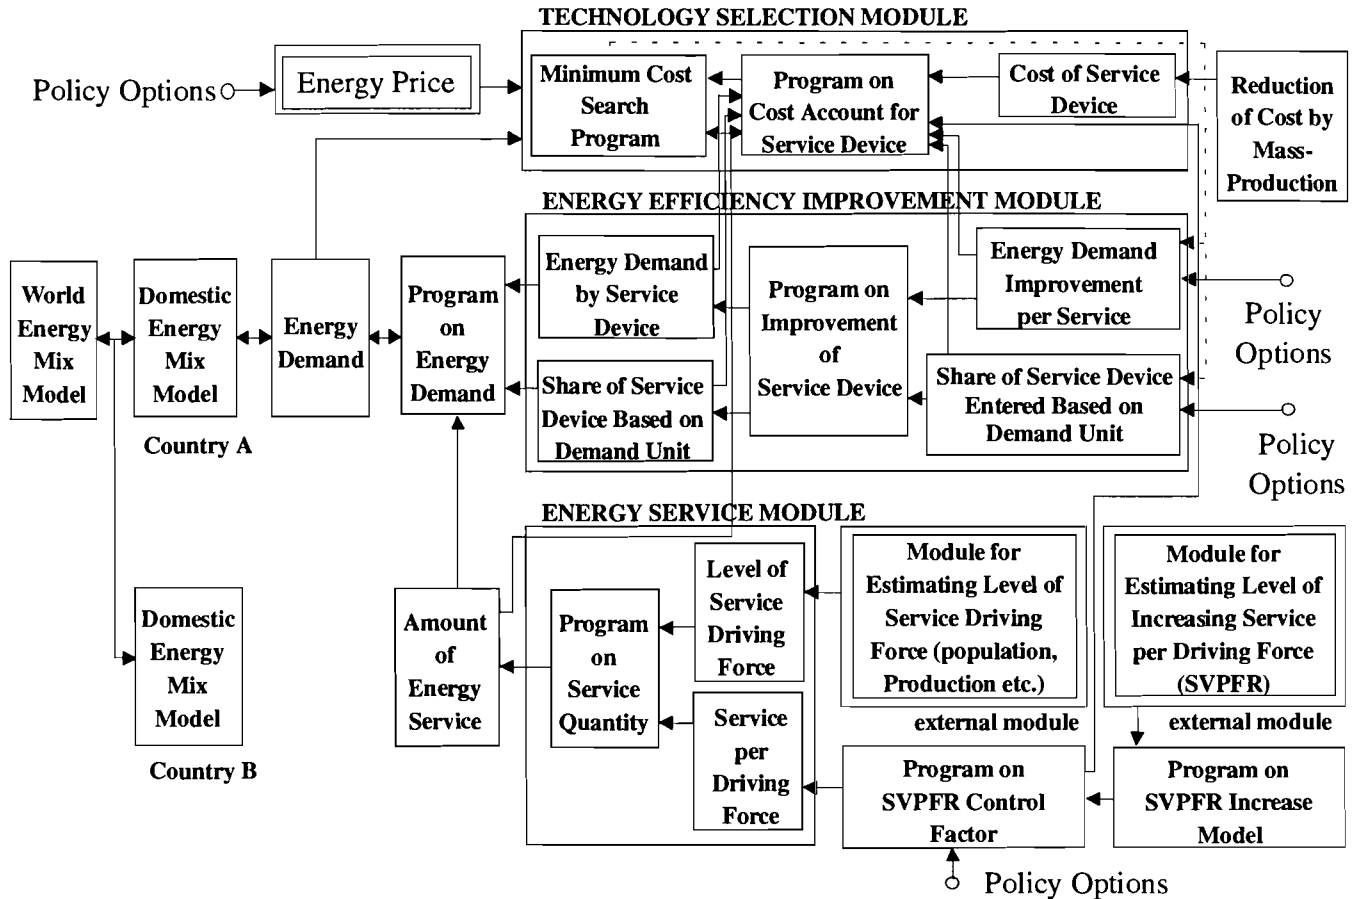 TECHNOLOGY SELECTION MODULE
Policy Options
Energy Price
Minimum Cost
Search
Program
Program on
Cost Account for
Service Device
Cost of Service
Device
Reduction
of Cost by
Mass-
Production
ENERGY EFFICIENCY IMPROVEMENT MODULE
World
Energy
Mix
Model
Domestic
Energy
Mix
Model
Country A
Energy
Demand
Program
on
Energy
Demand
Energy Demand
by Service
Device
Share of Service
Device Based on
Demand Unit
Program on
Improvement
of
Service Device
Energy Demand
Improvement
per Service
Share of Service Device
Entered Based on
Demand Unit
Policy
Options
Policy
Options
ENERGY SERVICE MODULE
Domestic
Energy
Mix
Model
Country B
Amount
of
Energy
Service
Program
on
Service
Quantity
Level of
Service
Driving
Force
Service
per
Driving
Force
Module for
Estimating Level of
Service Driving
Force (population,
Production etc.)
external module
Module for
Estimating Level of
Increasing Service
per Driving Force
(SVPFR)
external module
Program on
SVPFR Control
Factor
Program on
SVPFR Increase
Model
Policy Options